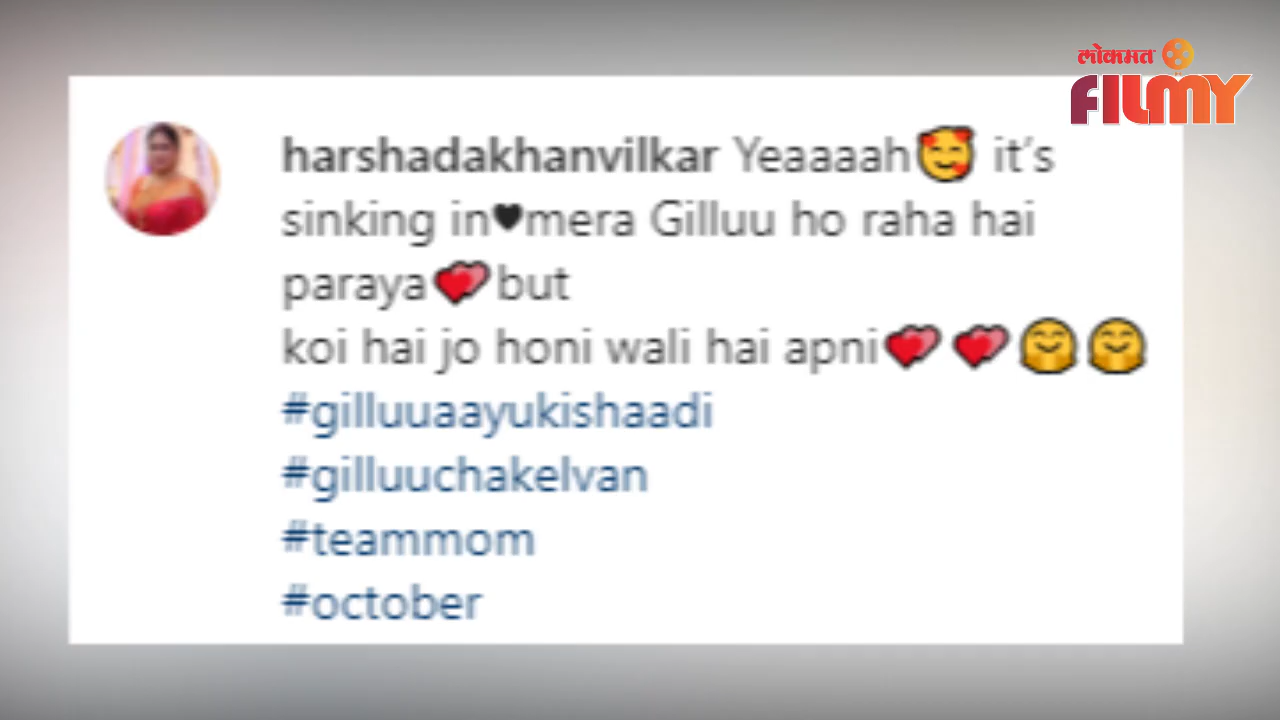 लोकमत
FILMY
harshadakhanvilkar Yeaaaah🥰 it's
sinking in🖤mera Gilluu ho raha hai
paraya💕but
koi hai jo honi wali hai apni💕💕🤗🤗
#gilluuaayukishaadi
#gilluuchakelvan
#teammom
#october